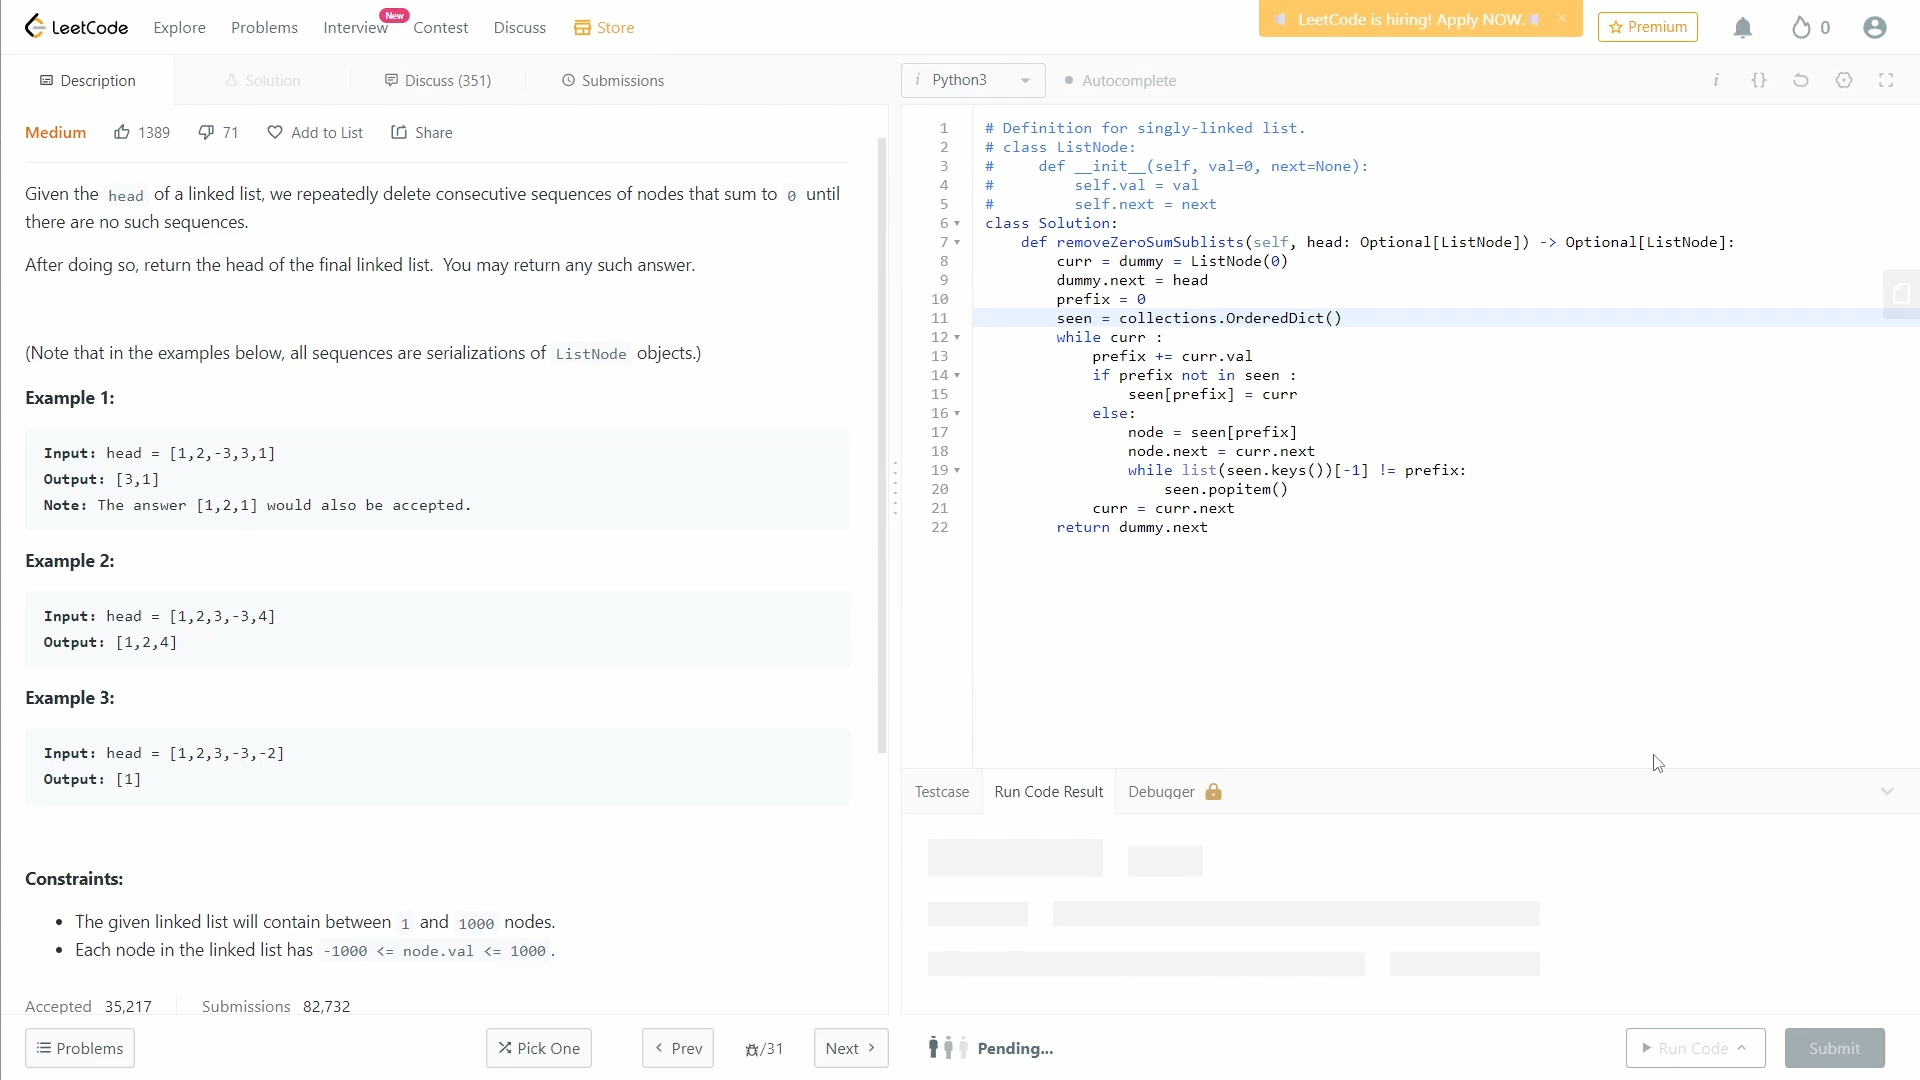 LeetCode Explore Problems Interview New Contest Discuss Store LeetCode is hiring! Apply NOW. × Premium 0
Description Solution Discuss (351) Submissions
Medium 1389 71 Add to List Share
Given the head of a linked list, we repeatedly delete consecutive sequences of nodes that sum to 0 until
there are no such sequences.
After doing so, return the head of the final linked list. You may return any such answer.
(Note that in the examples below, all sequences are serializations of ListNode objects.)
Example 1:
Input: head = [1,2,-3,3,1]
Output: [3,1]
Note: The answer [1,2,1] would also be accepted.
Example 2:
Input: head = [1,2,3,-3,4]
Output: [1,2,4]
Example 3:
Input: head = [1,2,3,-3,-2]
Output: [1]
Constraints:
• The given linked list will contain between 1 and 1000 nodes.
• Each node in the linked list has -1000 <= node.val <= 1000.
Accepted 35,217 Submissions 82,732
Problems Pick One < Prev /31 Next >
i Python3 Autocomplete i {}
1 # Definition for singly-linked list.
2 # class ListNode:
3 #     def __init__(self, val=0, next=None):
4 #         self.val = val
5 #         self.next = next
6 class Solution:
7     def removeZeroSumSublists(self, head: Optional[ListNode]) -> Optional[ListNode]:
8         curr = dummy = ListNode(0)
9         dummy.next = head
10         prefix = 0
11         seen = collections.OrderedDict()
12         while curr :
13             prefix += curr.val
14             if prefix not in seen :
15                 seen[prefix] = curr
16             else:
17                 node = seen[prefix]
18                 node.next = curr.next
19                 while list(seen.keys())[-1] != prefix:
20                     seen.popitem()
21             curr = curr.next
22         return dummy.next
Testcase Run Code Result Debugger
Pending... Run Code Submit